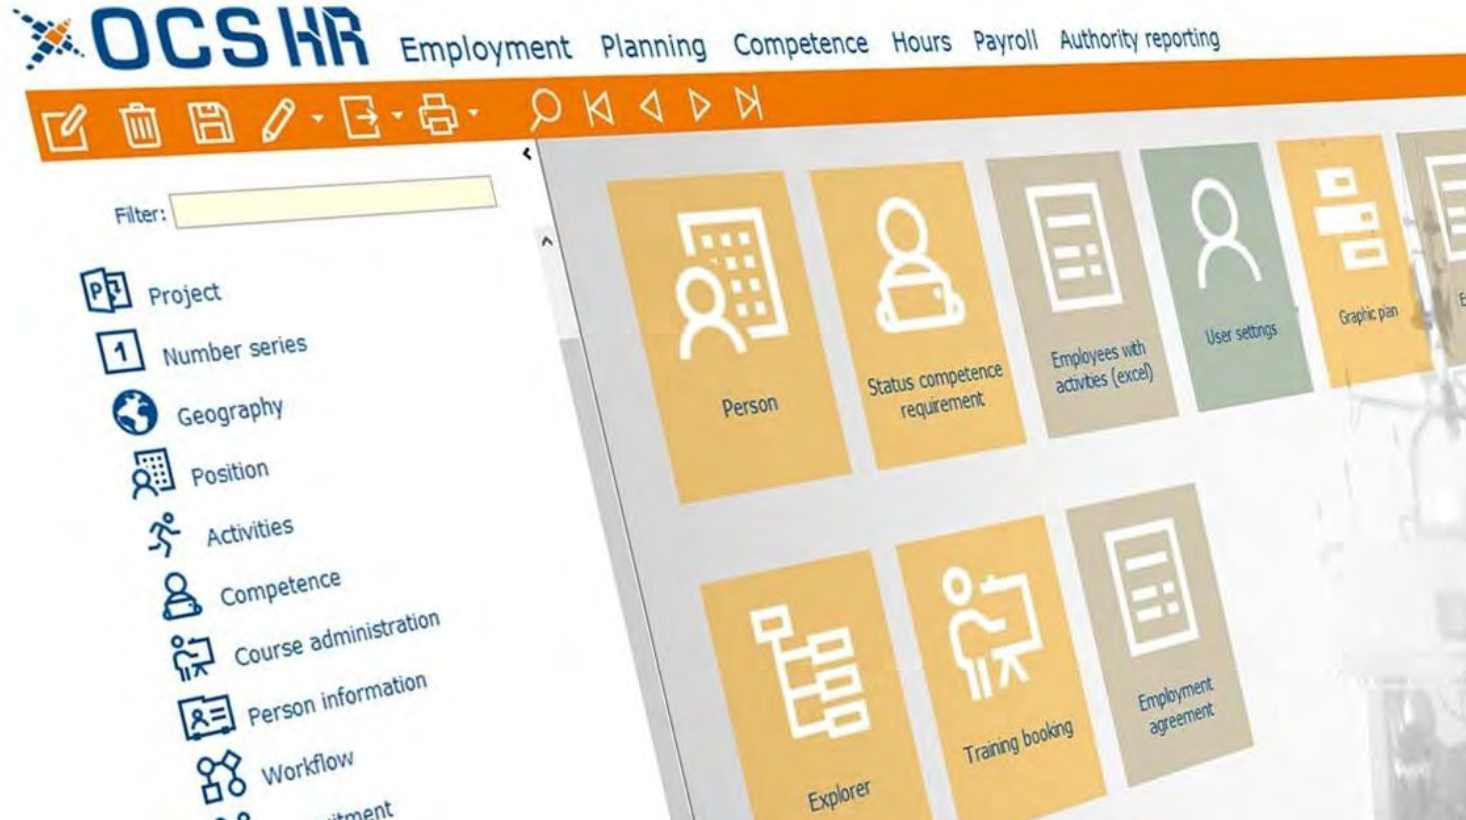 OCS HR
Employment Planning Competence Hours Payroll Authority reporting
Filter:
Project
1
Number series
Geography
Position
Activities
Competence
Course administration
Person information
Workflow
Person
Status competence
requirement
Employees with
activities (excel)
User settings
Graphic plan
Explorer
Training booking
Employment
agreement